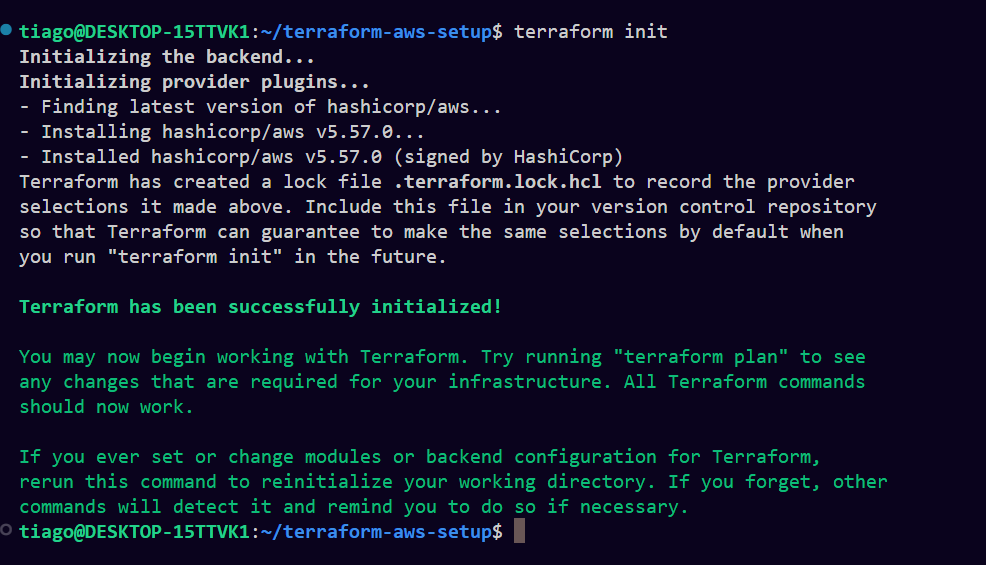 tiago@DESKTOP-15TTVK1:~/terraform-aws-setup$ terraform init
Initializing the backend...
Initializing provider plugins...
- Finding latest version of hashicorp/aws...
- Installing hashicorp/aws v5.57.0...
- Installed hashicorp/aws v5.57.0 (signed by HashiCorp)
Terraform has created a lock file .terraform.lock.hcl to record the provider
selections it made above. Include this file in your version control repository
so that Terraform can guarantee to make the same selections by default when
you run "terraform init" in the future.

Terraform has been successfully initialized!

You may now begin working with Terraform. Try running "terraform plan" to see
any changes that are required for your infrastructure. All Terraform commands
should now work.

If you ever set or change modules or backend configuration for Terraform,
rerun this command to reinitialize your working directory. If you forget, other
commands will detect it and remind you to do so if necessary.
tiago@DESKTOP-15TTVK1:~/terraform-aws-setup$